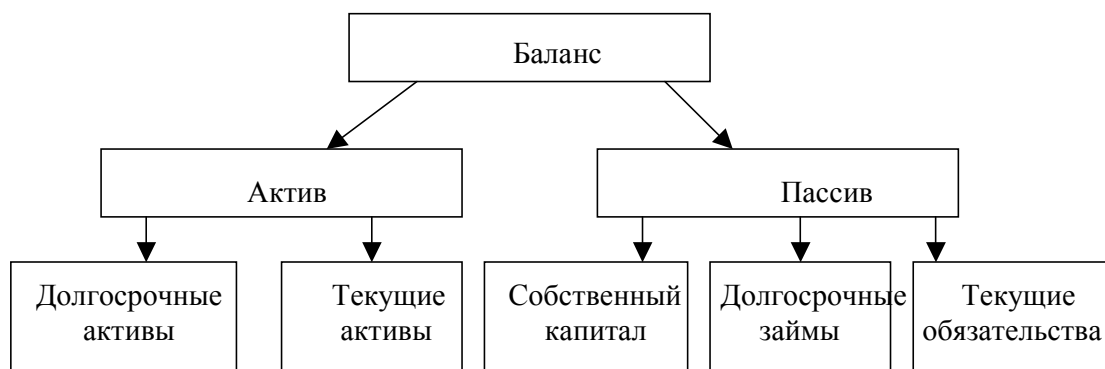 Баланс
Актив
Пассив
Долгосрочные
активы
Текущие
активы
Собственный
капитал
Долгосрочные
займы
Текущие
обязательства